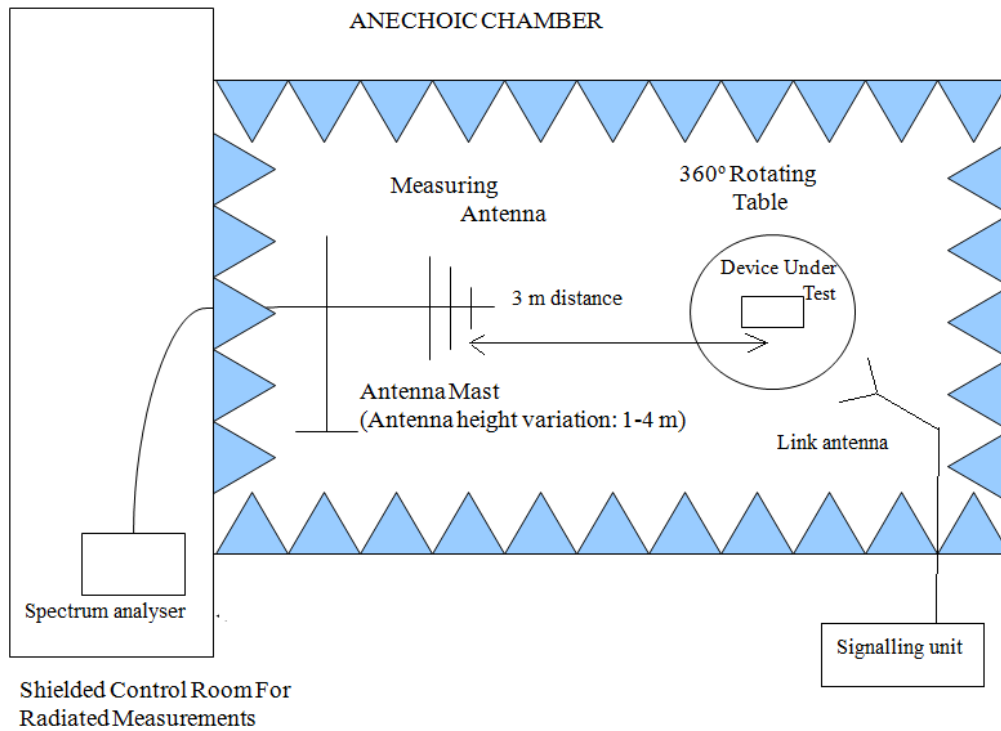 ANECHOIC CHAMBER
360º Rotating
Table
Measuring
Antenna
Device Under
Test
3 m distance
Antenna Mast
(Antenna height variation: 1-4 m)
Link antenna
Spectrum analyser
Signalling unit
Shielded Control Room For
Radiated Measurements